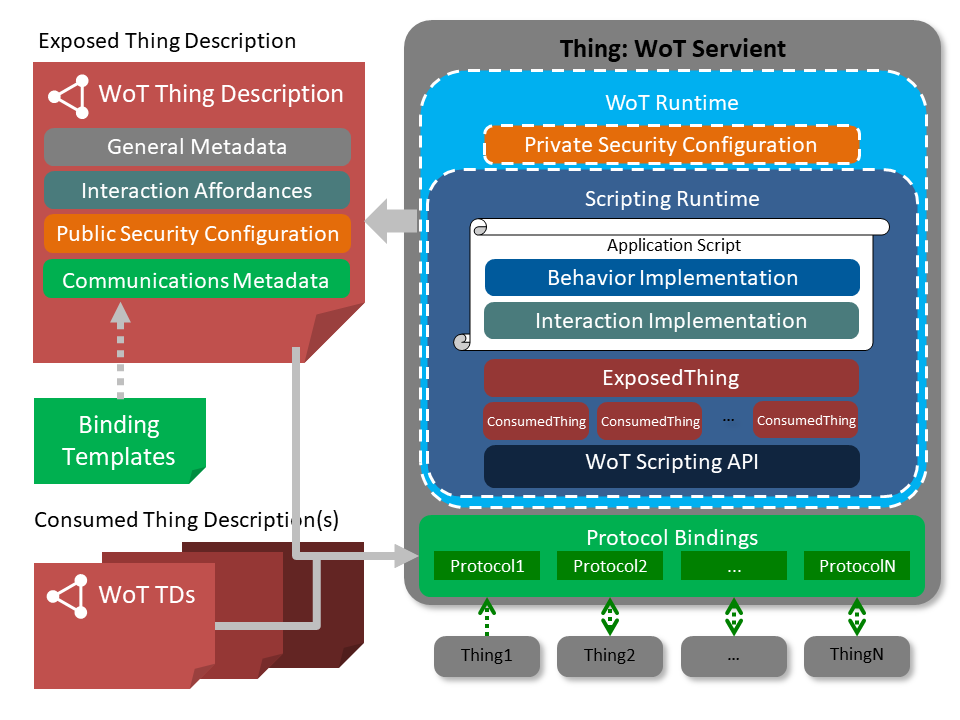 Exposed Thing Description
WoT Thing Description
General Metadata
Interaction Affordances
Public Security Configuration
Communications Metadata
Binding
Templates
Consumed Thing Description(s)
WoT TDs
Thing: WoT Servient
WoT Runtime
Private Security Configuration
Scripting Runtime
Application Script
Behavior Implementation
Interaction Implementation
ExposedThing
ConsumedThing ConsumedThing ... ConsumedThing
WoT Scripting API
Protocol Bindings
Protocol1 Protocol2 ... ProtocolN
Thing1 Thing2 ... ThingN